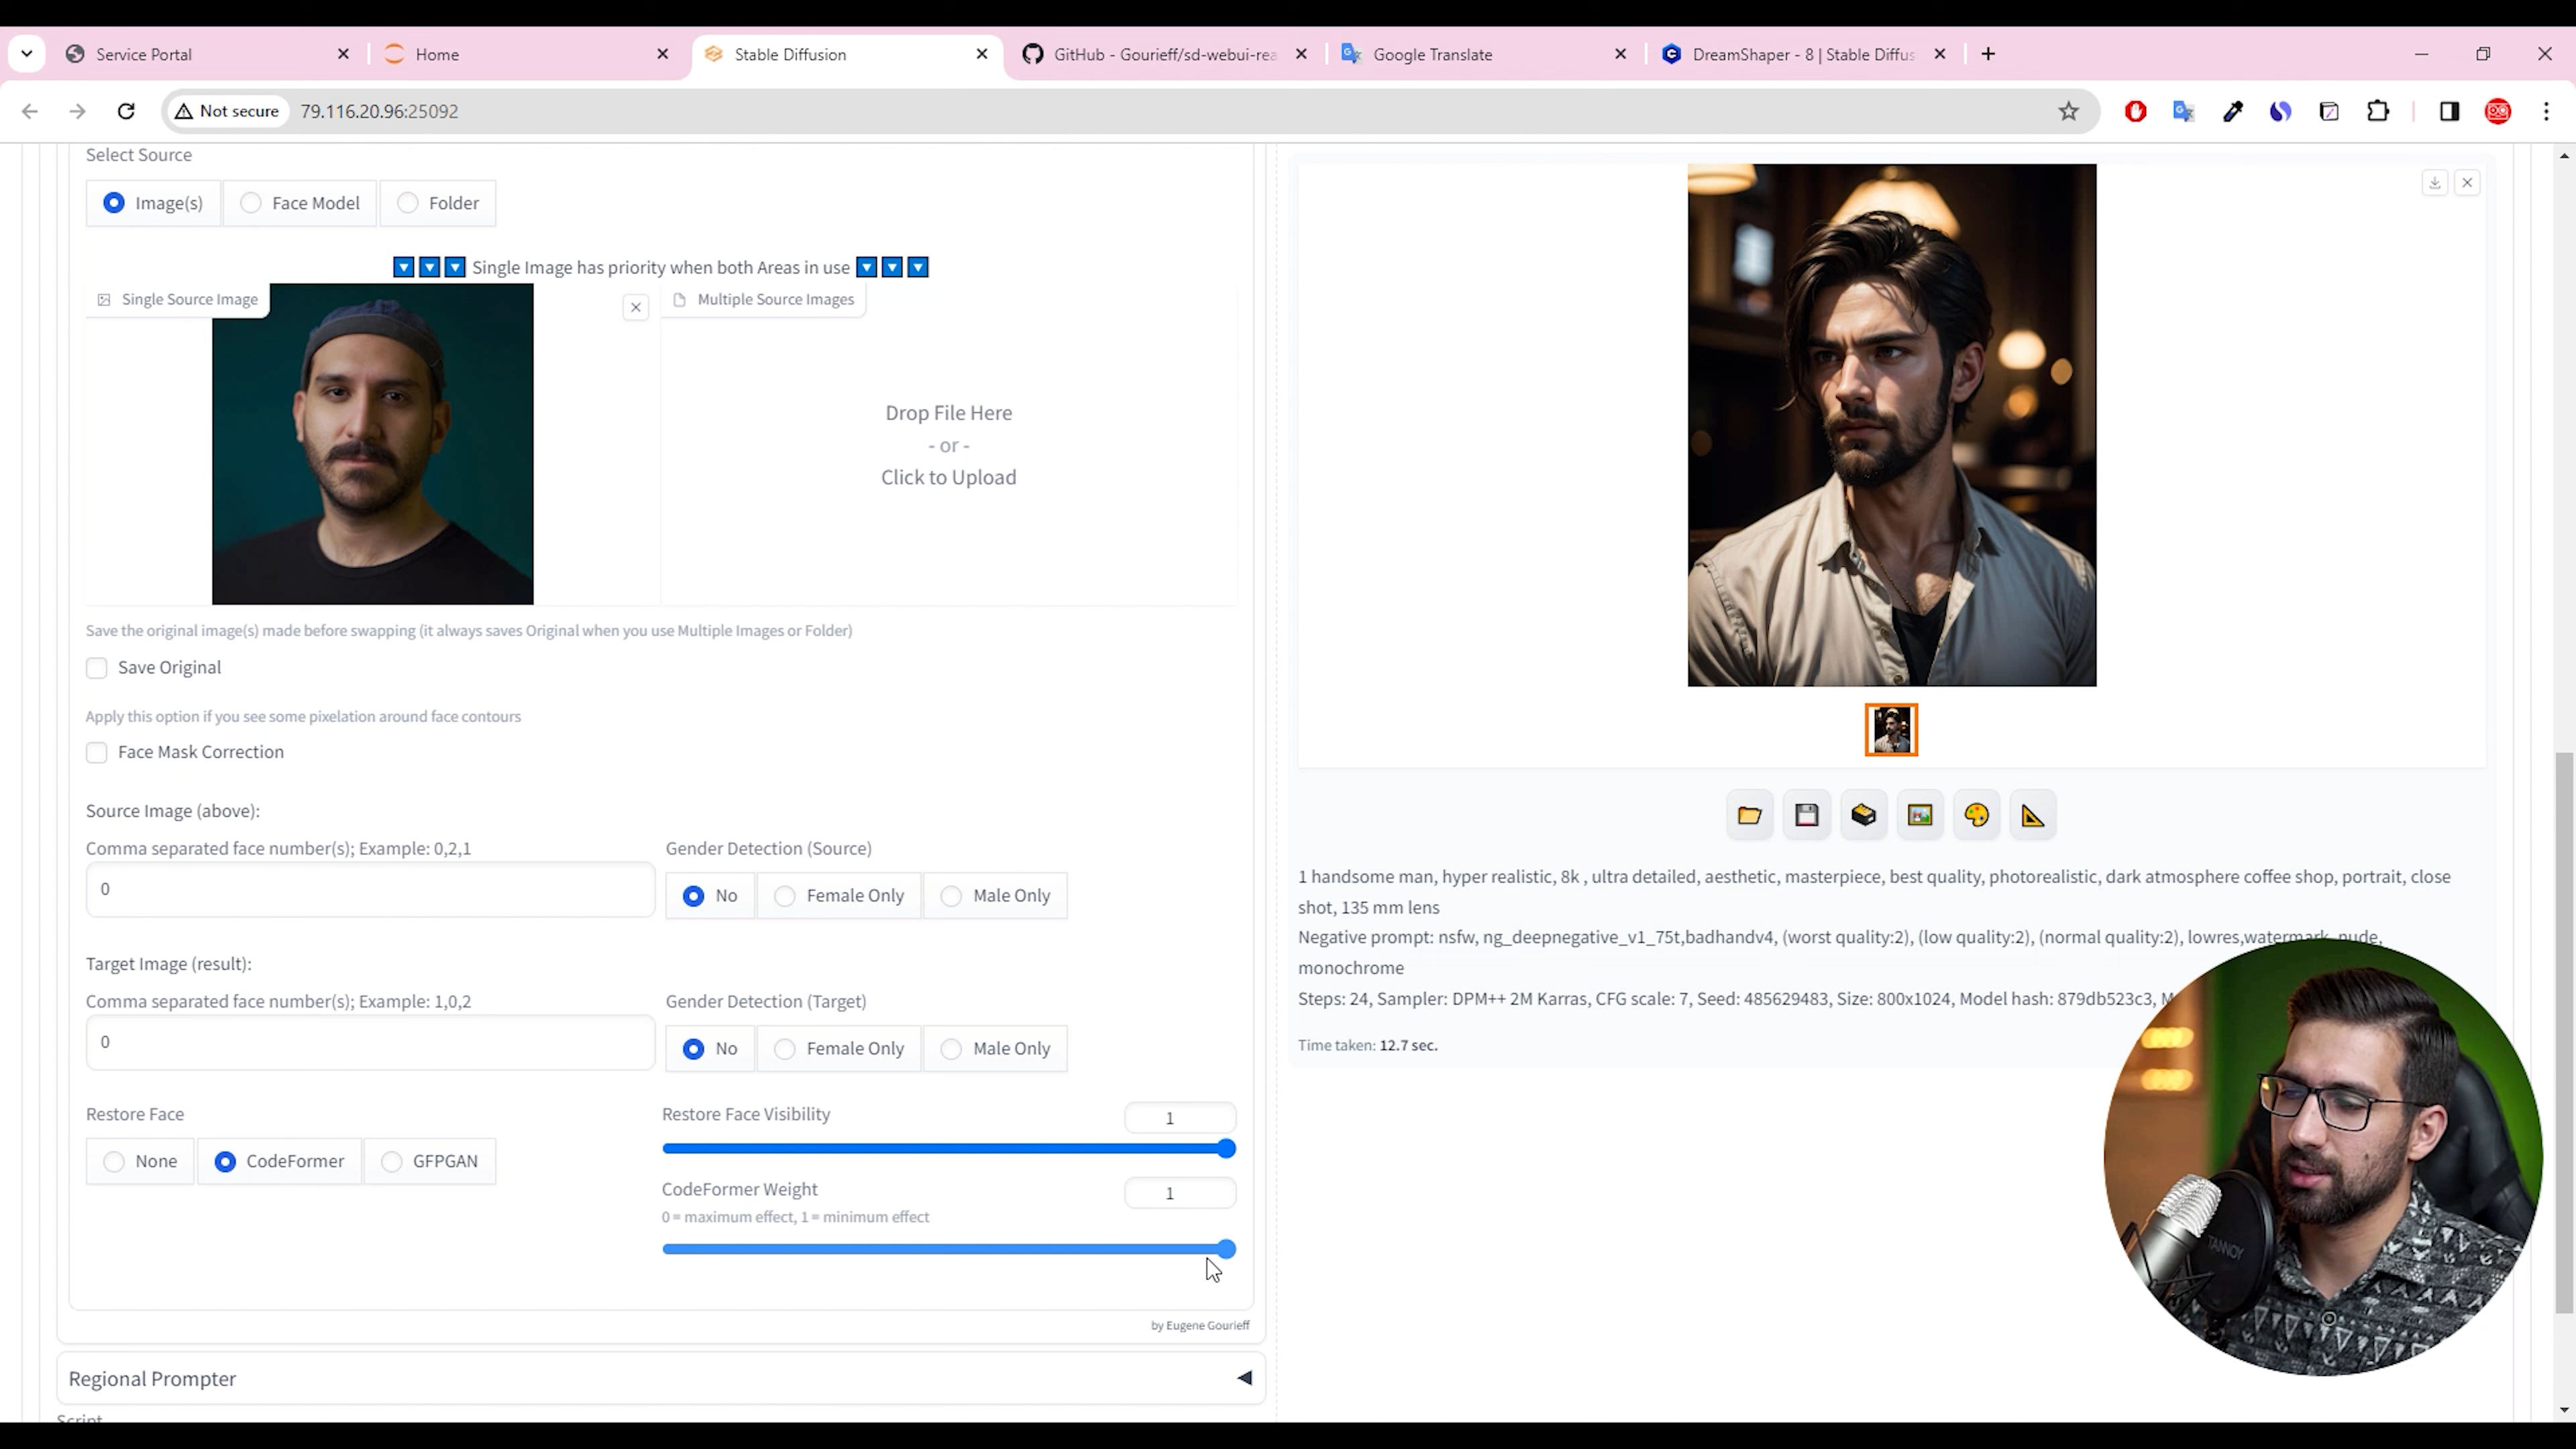 Service Portal
Home
Stable Diffusion
GitHub - Gourieff/sd-webui-rea
Google Translate
DreamShaper - 8 | Stable Diffus
Not secure
79.116.20.96:25092
Select Source
Image(s)
Face Model
Folder
Single Image has priority when both Areas in use
Single Source Image
Multiple Source Images
Drop File Here
- or -
Click to Upload
Save the original image(s) made before swapping (it always saves Original when you use Multiple Images or Folder)
Save Original
Apply this option if you see some pixelation around face contours
Face Mask Correction
Source Image (above):
Comma separated face number(s); Example: 0,2,1
Gender Detection (Source)
0
No
Female Only
Male Only
Target Image (result):
Comma separated face number(s); Example: 1,0,2
Gender Detection (Target)
0
No
Female Only
Male Only
Restore Face
None
CodeFormer
GFPGAN
Restore Face Visibility
1
CodeFormer Weight
1
0 = maximum effect, 1 = minimum effect
by Eugene Gourieff
Regional Prompter
Script
1 handsome man, hyper realistic, 8k , ultra detailed, aesthetic, masterpiece, best quality, photorealistic, dark atmosphere coffee shop, portrait, close
shot, 135 mm lens
Negative prompt: nsfw, ng_deepnegative_v1_75t,badhandv4, (worst quality:2), (low quality:2), (normal quality:2), lowres,watermark, nude,
monochrome
Steps: 24, Sampler: DPM++ 2M Karras, CFG scale: 7, Seed: 485629483, Size: 800x1024, Model hash: 879db523c3, M
Time taken: 12.7 sec.
TANNOY